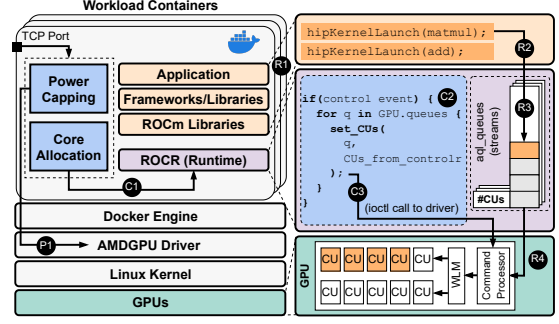 Workload Containers
TCP Port
R1
Power
Capping
Core
Allocation
Application
Frameworks/Libraries
ROCm Libraries
ROCR (Runtime)
C1
Docker Engine
P1
AMDGPU Driver
Linux Kernel
GPUs
hipKernelLaunch(matmul);
hipKernelLaunch(add);
R2
if(control event) {
C2
for q in GPU.queues {
set_CUs(
q,
CUs_from_controlr
);
C3
}
(ioctl call to driver)
}
R3
aql_queues
(streams)
#CUs
GPU
CU CU CU CU CU
CU CU CU CU CU
WLM
Command
Processor
R4